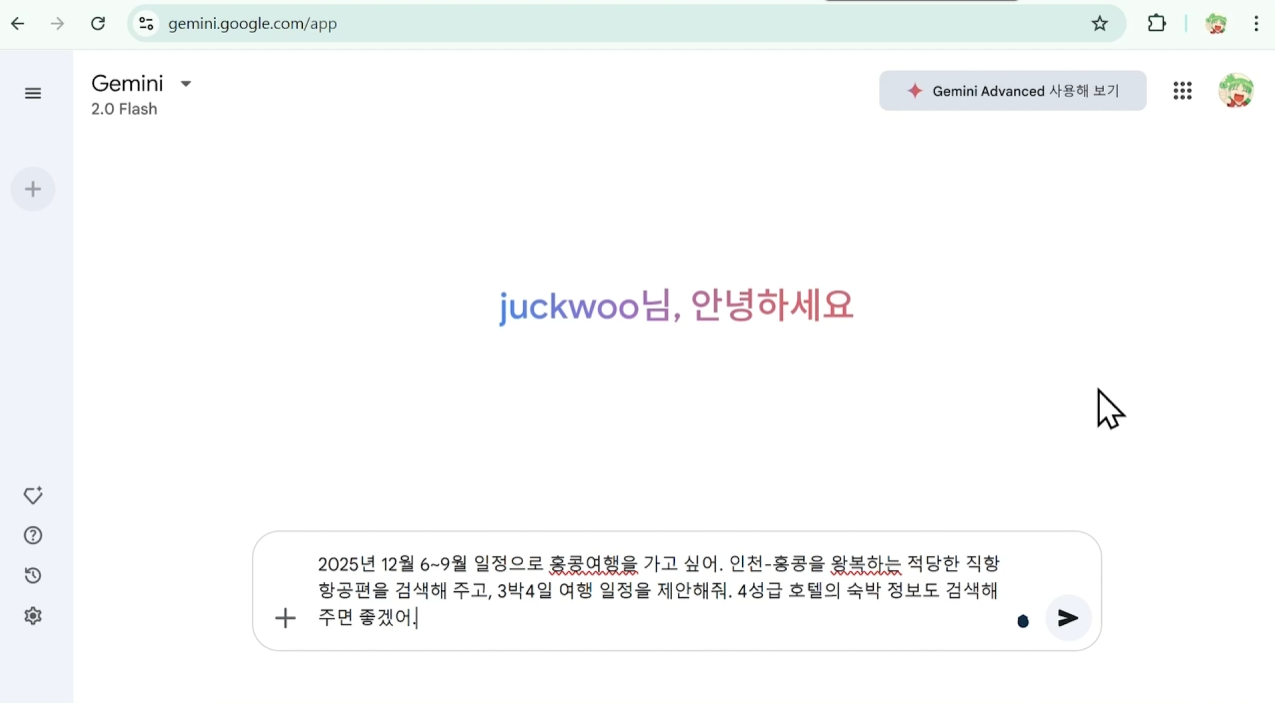 gemini.google.com/app
Gemini
2.0 Flash
Gemini Advanced 사용해 보기
juckwoo님, 안녕하세요
2025년 12월 6~9월 일정으로 홍콩여행을 가고 싶어. 인천-홍콩을 왕복하는 적당한 직항
항공편을 검색해 주고, 3박4일 여행 일정을 제안해줘. 4성급 호텔의 숙박 정보도 검색해
주면 좋겠어.